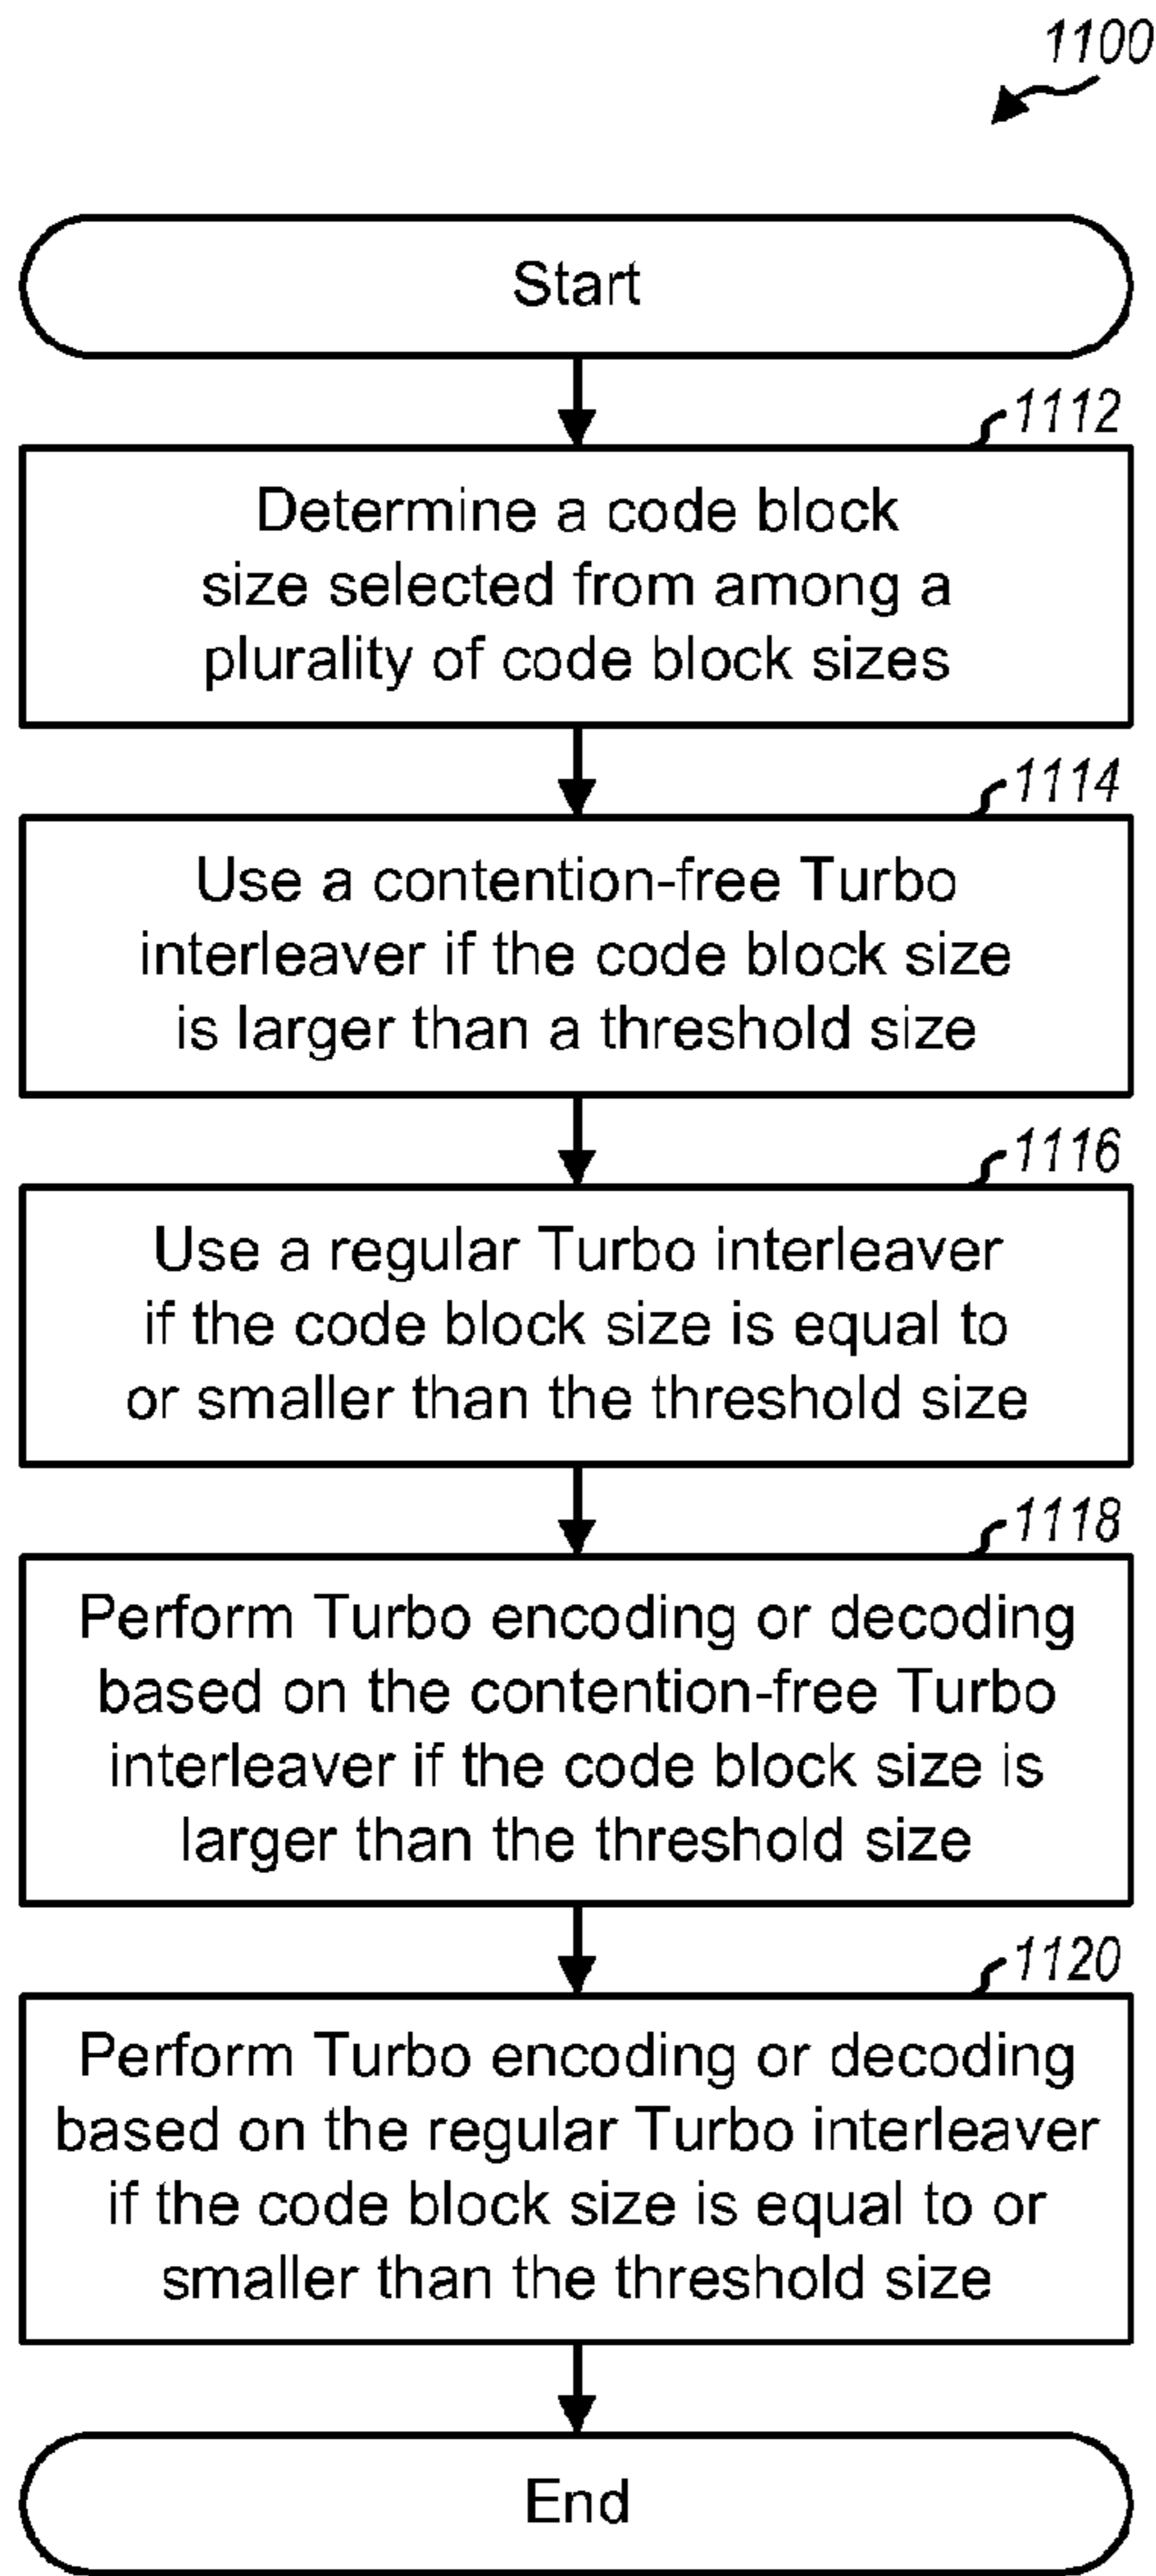 1100
Start
1112
Determine a code block
size selected from among a
plurality of code block sizes
1114
Use a contention-free Turbo
interleaver if the code block size
is larger than a threshold size
1116
Use a regular Turbo interleaver
if the code block size is equal to
or smaller than the threshold size
1118
Perform Turbo encoding or decoding
based on the contention-free Turbo
interleaver if the code block size is
larger than the threshold size
1120
Perform Turbo encoding or decoding
based on the regular Turbo interleaver
if the code block size is equal to or
smaller than the threshold size
End